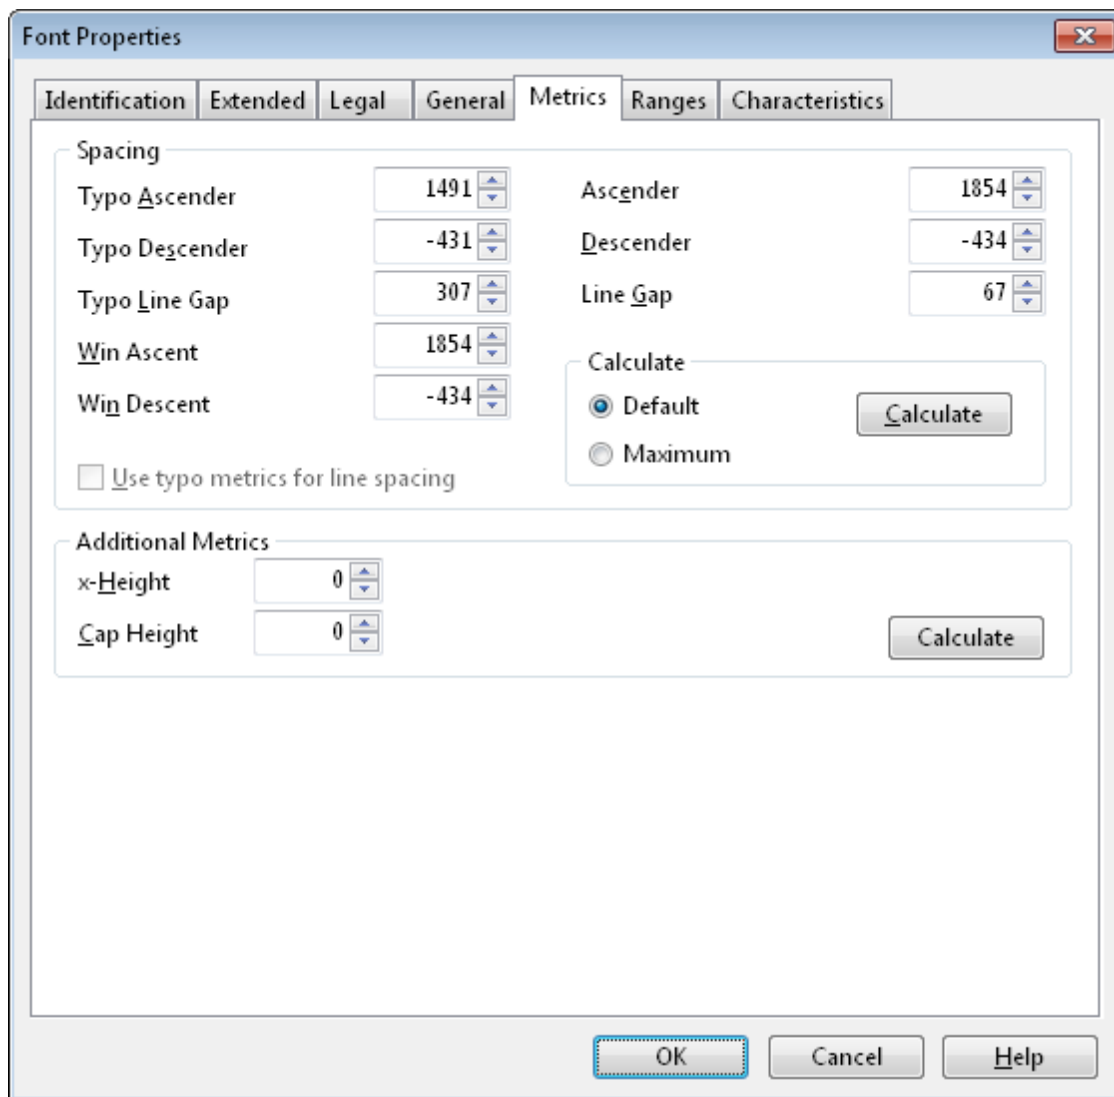 Font Properties
Identification Extended Legal General Metrics Ranges Characteristics
Spacing
Typo Ascender 1491 Ascender 1854
Typo Descender -431 Descender -434
Typo Line Gap 307 Line Gap 67
Win Ascent 1854
Calculate
Win Descent -434 Default Calculate
Maximum
Use typo metrics for line spacing
Additional Metrics
x-Height 0
Cap Height 0 Calculate
OK Cancel Help